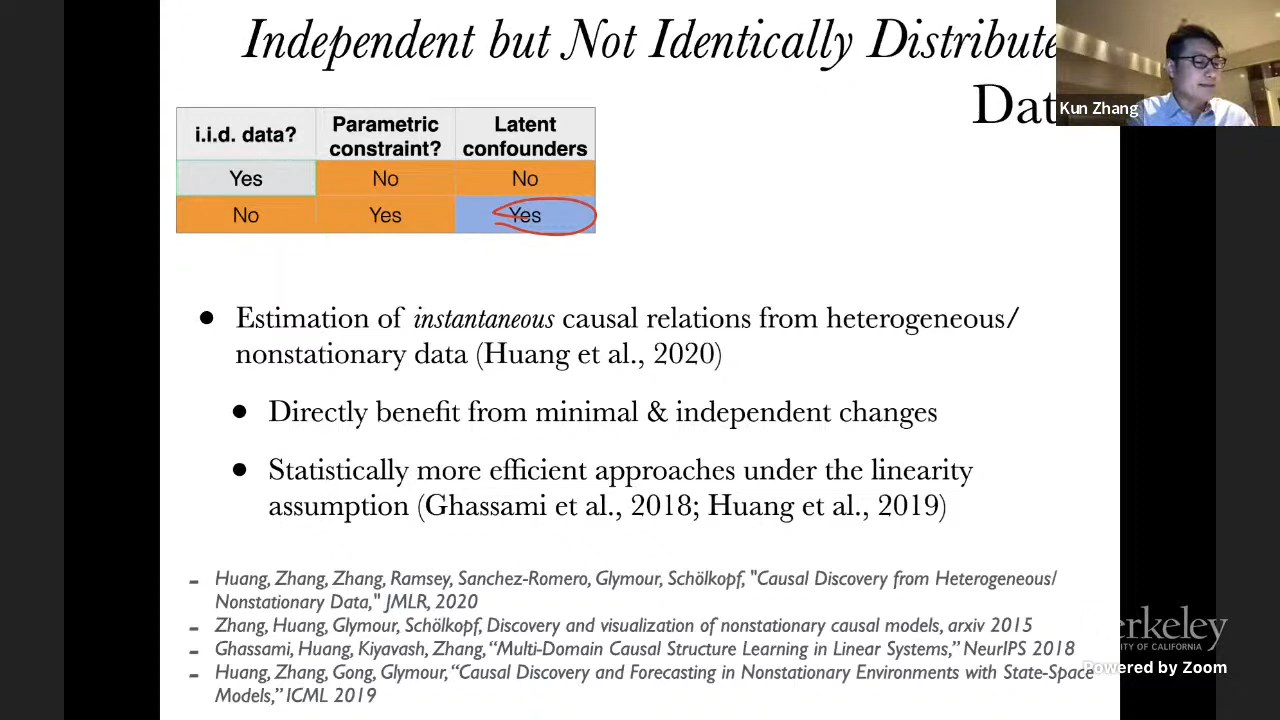 Independent but Not Identically Distribute
Dat
Kun Zhang
i.i.d. data?
Parametric constraint?
Latent confounders
Yes No No
No Yes Yes
● Estimation of instantaneous causal relations from heterogeneous/
nonstationary data (Huang et al., 2020)
● Directly benefit from minimal & independent changes
● Statistically more efficient approaches under the linearity
assumption (Ghassami et al., 2018; Huang et al., 2019)
- Huang, Zhang, Zhang, Ramsey, Sanchez-Romero, Glymour, Schölkopf, "Causal Discovery from Heterogeneous/
Nonstationary Data," JMLR, 2020
- Zhang, Huang, Glymour, Schölkopf, Discovery and visualization of nonstationary causal models, arxiv 2015
- Ghassami, Huang, Kiyavash, Zhang, “Multi-Domain Causal Structure Learning in Linear Systems,” NeurIPS 2018
- Huang, Zhang, Gong, Glymour, “Causal Discovery and Forecasting in Nonstationary Environments with State-Space
Models,” ICML 2019
erkeley
TY OF CALIFORNIA
Powered by Zoom